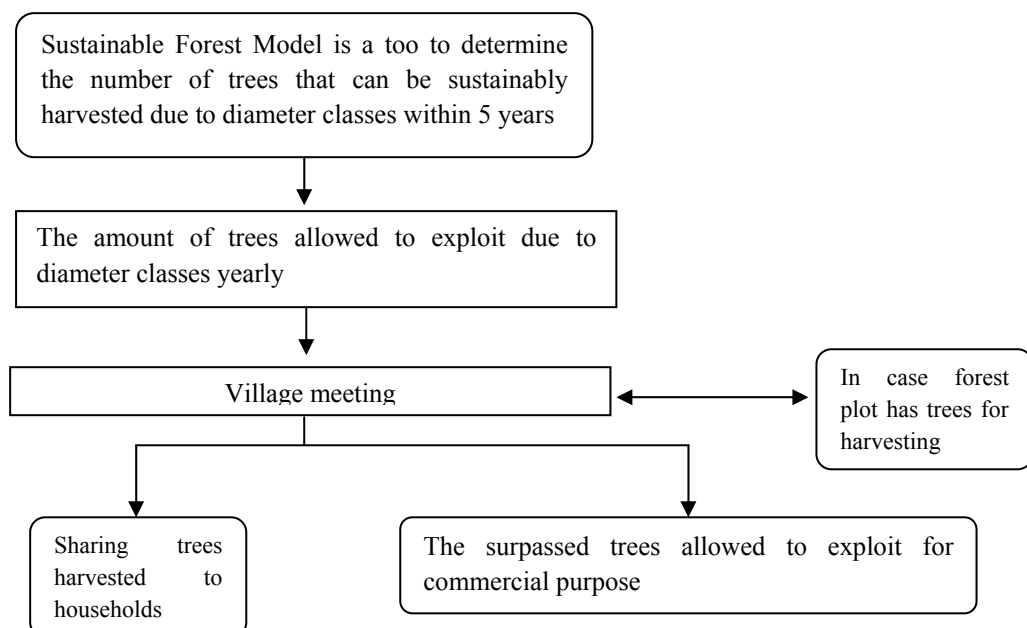 Sustainable Forest Model is a too to determine
the number of trees that can be sustainably
harvested due to diameter classes within 5 years
The amount of trees allowed to exploit due to
diameter classes yearly
Village meeting
In case forest
plot has trees for
harvesting
Sharing trees
harvested to
households
The surpassed trees allowed to exploit for
commercial purpose